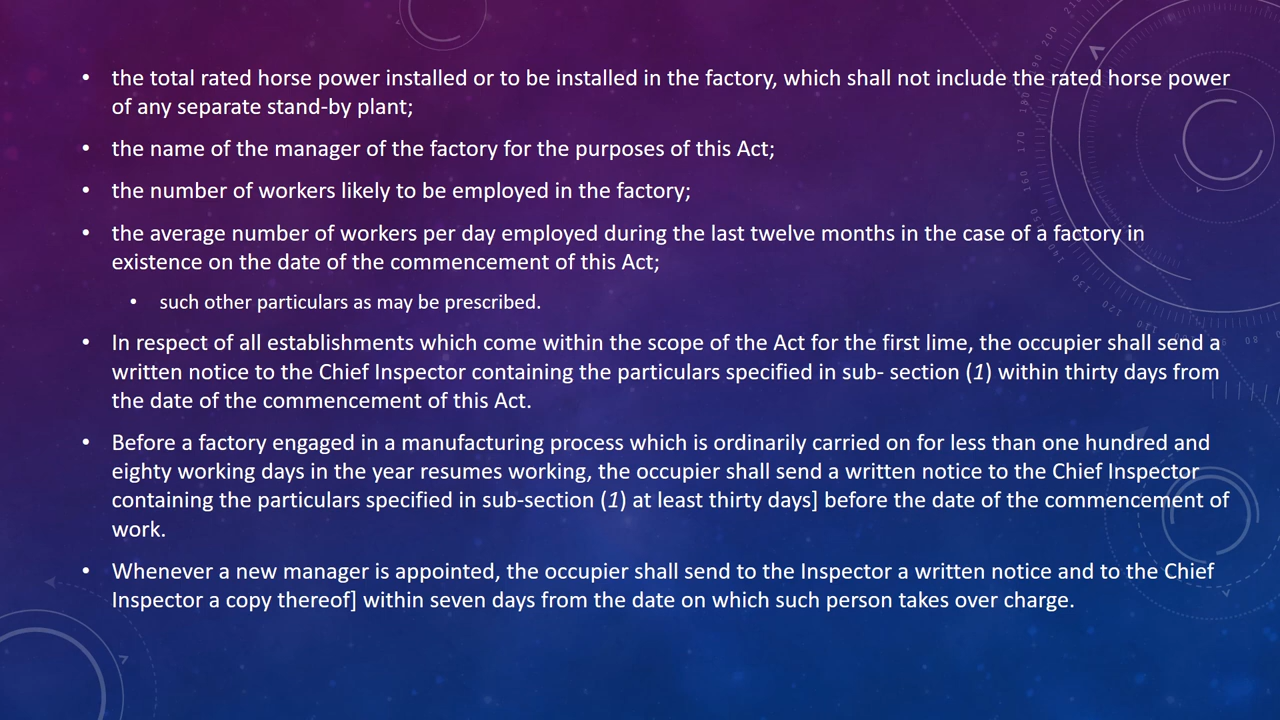 • the total rated horse power installed or to be installed in the factory, which shall not include the rated horse power
of any separate stand-by plant;
• the name of the manager of the factory for the purposes of this Act;
• the number of workers likely to be employed in the factory;
• the average number of workers per day employed during the last twelve months in the case of a factory in
existence on the date of the commencement of this Act;
• such other particulars as may be prescribed.
• In respect of all establishments which come within the scope of the Act for the first lime, the occupier shall send a
written notice to the Chief Inspector containing the particulars specified in sub- section (1) within thirty days from
the date of the commencement of this Act.
• Before a factory engaged in a manufacturing process which is ordinarily carried on for less than one hundred and
eighty working days in the year resumes working, the occupier shall send a written notice to the Chief Inspector
containing the particulars specified in sub-section (1) at least thirty days] before the date of the commencement of
work.
• Whenever a new manager is appointed, the occupier shall send to the Inspector a written notice and to the Chief
Inspector a copy thereof] within seven days from the date on which such person takes over charge.